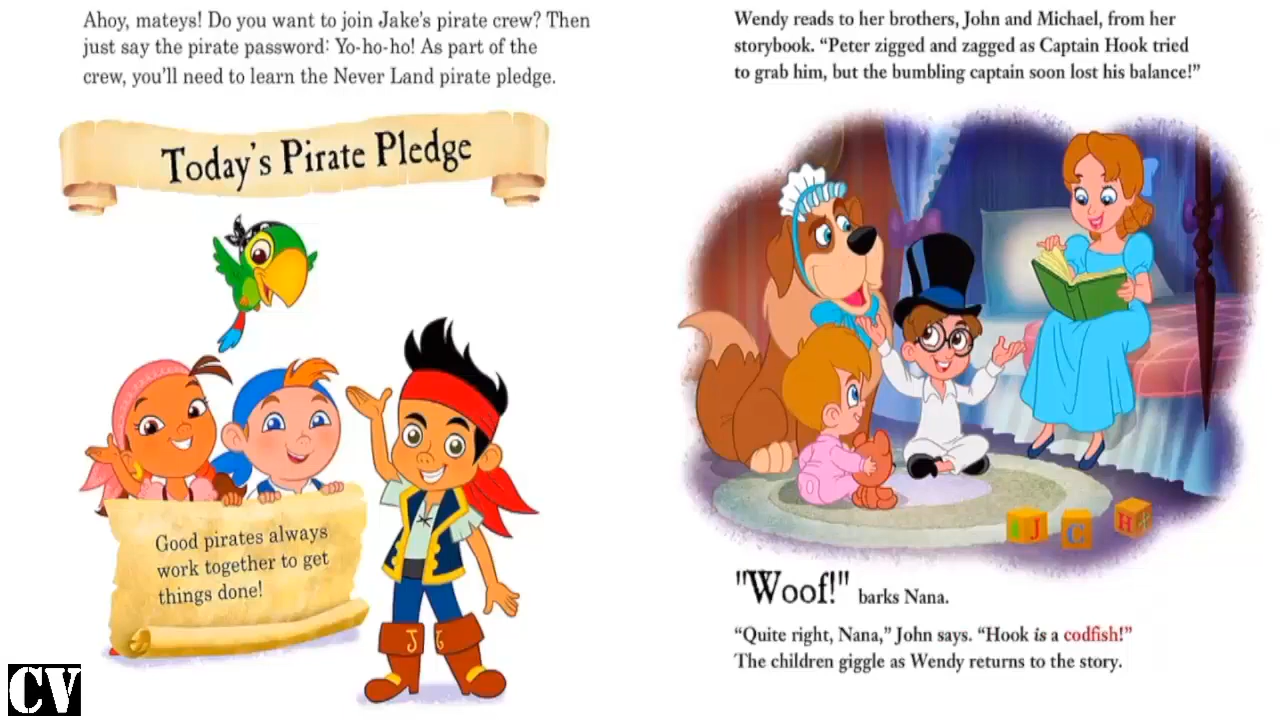 Ahoy, mateys! Do you want to join Jake's pirate crew? Then
just say the pirate password: Yo-ho-ho! As part of the
crew, you'll need to learn the Never Land pirate pledge.
Today's Pirate Pledge
Good pirates always
work together to get
things done!
J
CV
Wendy reads to her brothers, John and Michael, from her
storybook. “Peter zigged and zagged as Captain Hook tried
to grab him, but the bumbling captain soon lost his balance!”
J C H
"Woof!" barks Nana.
“Quite right, Nana,” John says. “Hook is a codfish!”
The children giggle as Wendy returns to the story.